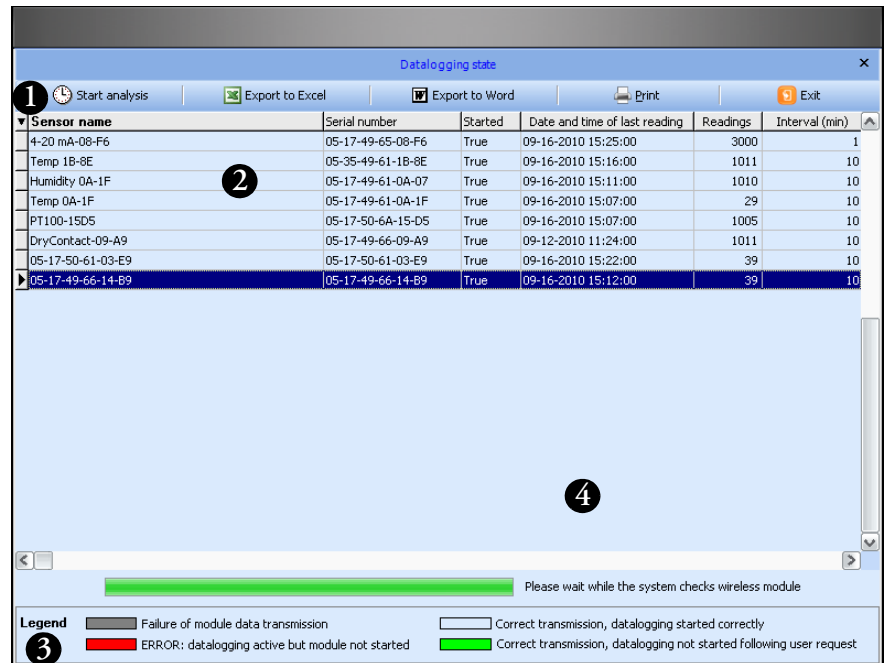 Datalogging state
1 Start analysis Export to Excel Export to Word Print Exit
Sensor name Serial number Started Date and time of last reading Readings Interval (min)
4-20 mA-08-F6 05-17-49-65-08-F6 True 09-16-2010 15:25:00 3000 1
Temp 1B-8E 05-35-49-61-1B-8E True 09-16-2010 15:16:00 1011 10
Humidity 0A-1F 05-17-49-61-0A-07 True 09-16-2010 15:11:00 1010 10
2
Temp 0A-1F 05-17-49-61-0A-1F True 09-16-2010 15:07:00 29 10
PT100-15D5 05-17-50-6A-15-D5 True 09-16-2010 15:07:00 1005 10
DryContact-09-A9 05-17-49-66-09-A9 True 09-12-2010 11:24:00 1011 10
05-17-50-61-03-E9 05-17-50-61-03-E9 True 09-16-2010 15:22:00 39 10
05-17-49-66-14-B9 05-17-49-66-14-B9 True 09-16-2010 15:12:00 39 10
4
Please wait while the system checks wireless module
Legend Failure of module data transmission Correct transmission, datalogging started correctly
3 ERROR: datalogging active but module not started Correct transmission, datalogging not started following user request